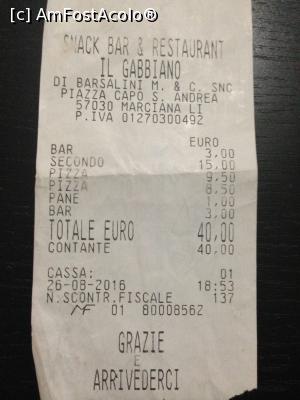 [c] AmFostAcolo®
SNACK BAR & RESTAURANT
IL GABBIANO
DI BARSALINI M. & C. SNC
PIAZZA CAPO S. ANDREA
57030 MARCIANA LI
P.IVA 01270300492
EURO
BAR 3,00
SECONDO 15,00
PIZZA 9,50
PIZZA 8,50
PANE 1,00
BAR 3,00
TOTALE EURO 40,00
CONTANTE 40,00
CASSA: 01
26-08-2016 18:53
N.SCONTR.FISCALE 137
MF 01 80008562
GRAZIE
E
ARRIVEDERCI